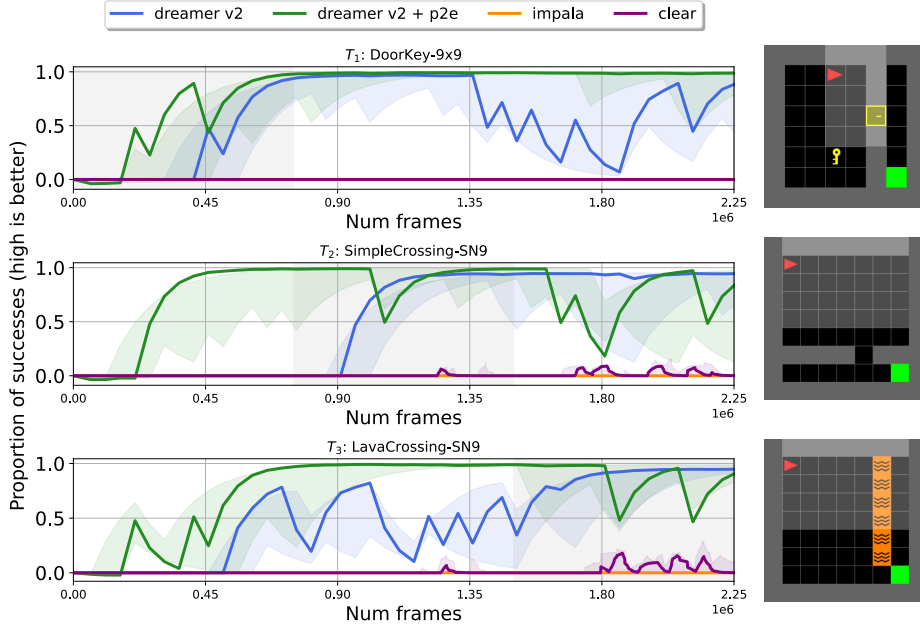 dreamer v2 dreamer v2 + p2e impala clear
Proportion of successes (high is better)
T₁: DoorKey-9x9
1.0
0.5
0.0
0.00 0.45 0.90 1.35 1.80 2.25
Num frames 1e6
T₂: SimpleCrossing-SN9
1.0
0.5
0.0
0.00 0.45 0.90 1.35 1.80 2.25
Num frames 1e6
T₃: LavaCrossing-SN9
1.0
0.5
0.0
0.00 0.45 0.90 1.35 1.80 2.25
Num frames 1e6